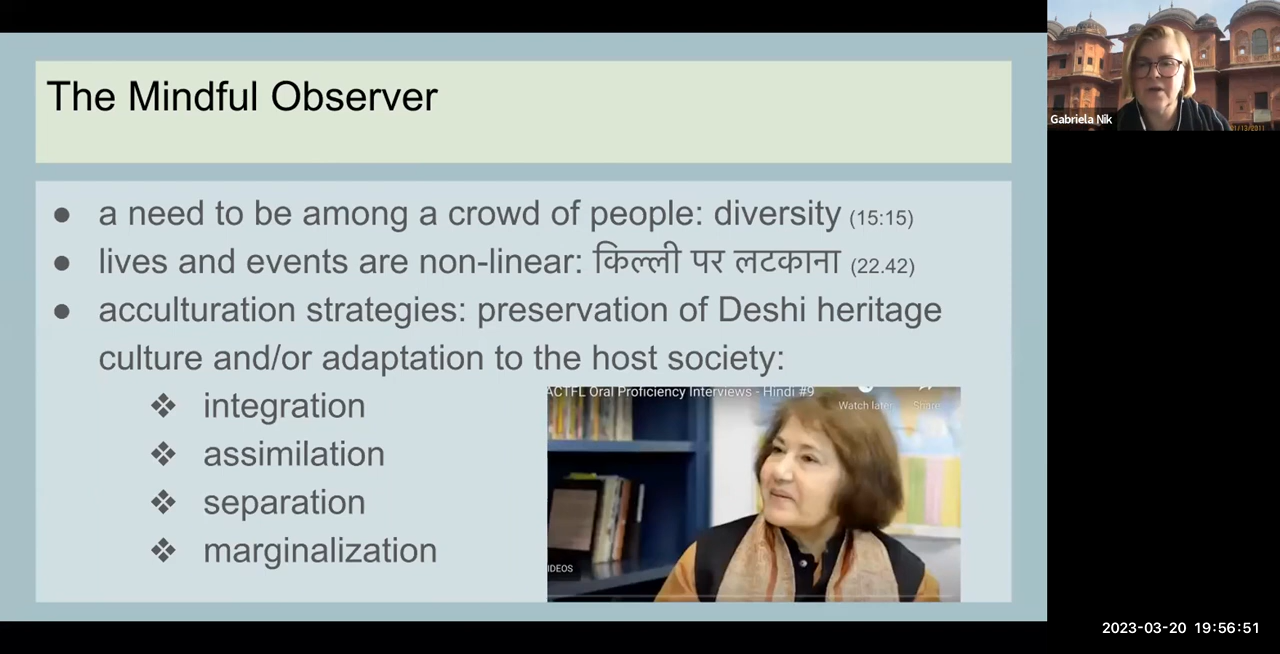 The Mindful Observer
● a need to be among a crowd of people: diversity (15:15)
● lives and events are non-linear: किल्ली पर लटकाना (22.42)
● acculturation strategies: preservation of Deshi heritage
culture and/or adaptation to the host society:
❖ integration
❖ assimilation
❖ separation
❖ marginalization
ACTFL Oral Proficiency Interviews - Hindi #9
Watch later
Share
IDEOS
Gabriela Nik
01/13/2011
2023-03-20 19:56:51